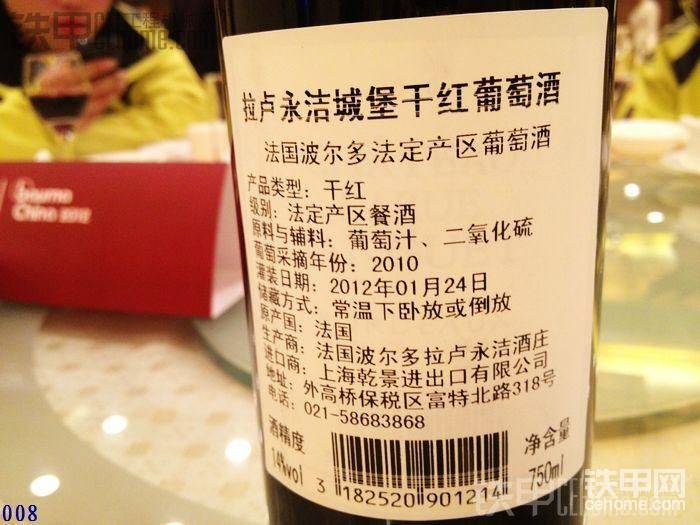 拉卢永洁城堡干红葡萄酒
法国波尔多法定产区葡萄酒
产品类型：干红
级别：法定产区餐酒
原料与辅料：葡萄汁、二氧化硫
葡萄采摘年份：2010
灌装日期：2012年01月24日
储藏方式：常温下卧放或倒放
原产国：法国
生产商：法国波尔多拉卢永洁酒庄
进口商：上海乾景进出口有限公司
地址：外高桥保税区富特北路318号
电话：021-58683868
酒精度
14%vol
净含量
750ml
3 182520 901214
China 2012
铁甲网
cehome.com
008